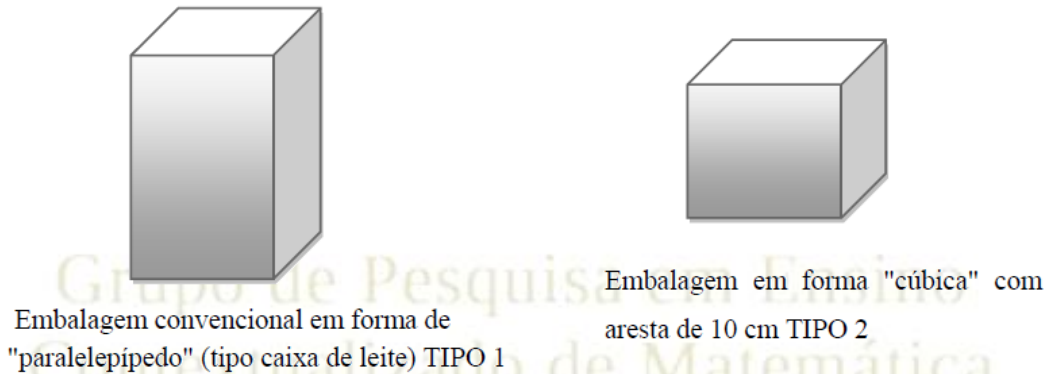 Grupo de Pesquisa em Ensino
Embalagem convencional em forma de
"paralelepípedo" (tipo caixa de leite) TIPO 1
Embalagem em forma "cúbica" com
aresta de 10 cm TIPO 2
de Matemática